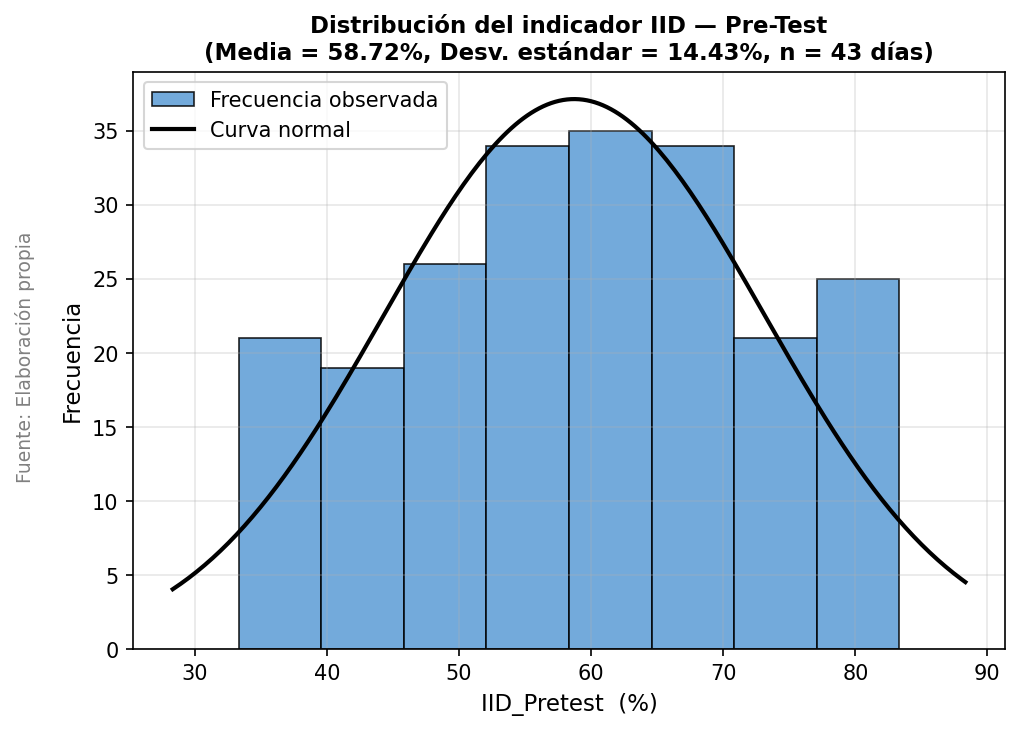 Distribución del indicador IID — Pre-Test
(Media = 58.72%, Desv. estándar = 14.43%, n = 43 días)
Frecuencia observada
Curva normal
Fuente: Elaboración propia
Frecuencia
35
30
25
20
15
10
5
0
30 40 50 60 70 80 90
IID_Pretest (%)